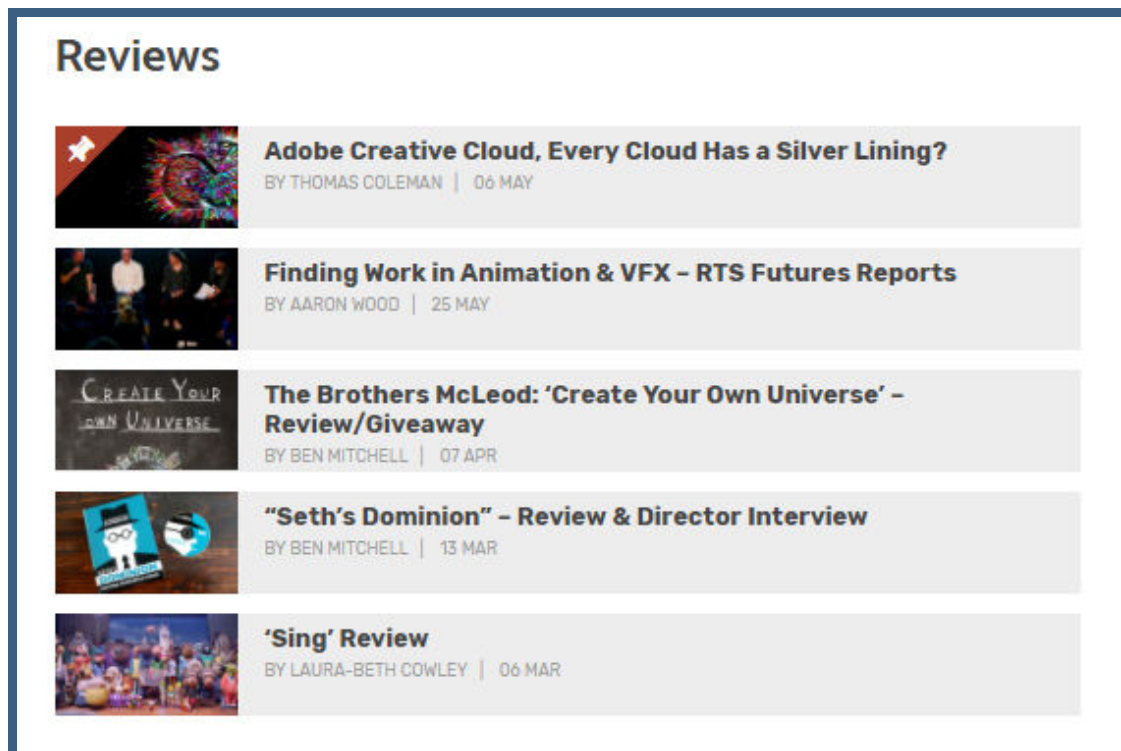 Reviews
Adobe Creative Cloud, Every Cloud Has a Silver Lining?
BY THOMAS COLEMAN | 06 MAY
Finding Work in Animation & VFX – RTS Futures Reports
BY AARON WOOD | 25 MAY
CREATE YOUR
OWN UNIVERSE
The Brothers McLeod: ‘Create Your Own Universe’ –
Review/Giveaway
BY BEN MITCHELL | 07 APR
DOMINION
“Seth’s Dominion” – Review & Director Interview
BY BEN MITCHELL | 13 MAR
‘Sing’ Review
BY LAURA-BETH COWLEY | 06 MAR